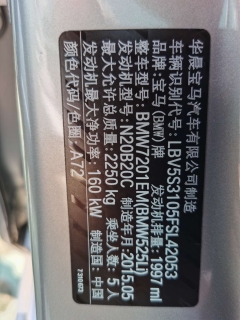 华晨宝马汽车有限公司制造
车辆识别代号：LBV5S3105FSL42063
品牌：宝马 (BMW) 牌 发动机排量：1997 ml
整车型号：BMW7201EM(BMW525Li)
发动机型号：N20B20C 制造年月：2015.05
最大允许总质量：2250 kg 乘坐人数：5 人
发动机最大净功率：160 kW 制造国：中国
颜色代码/色圈：A72
7310973